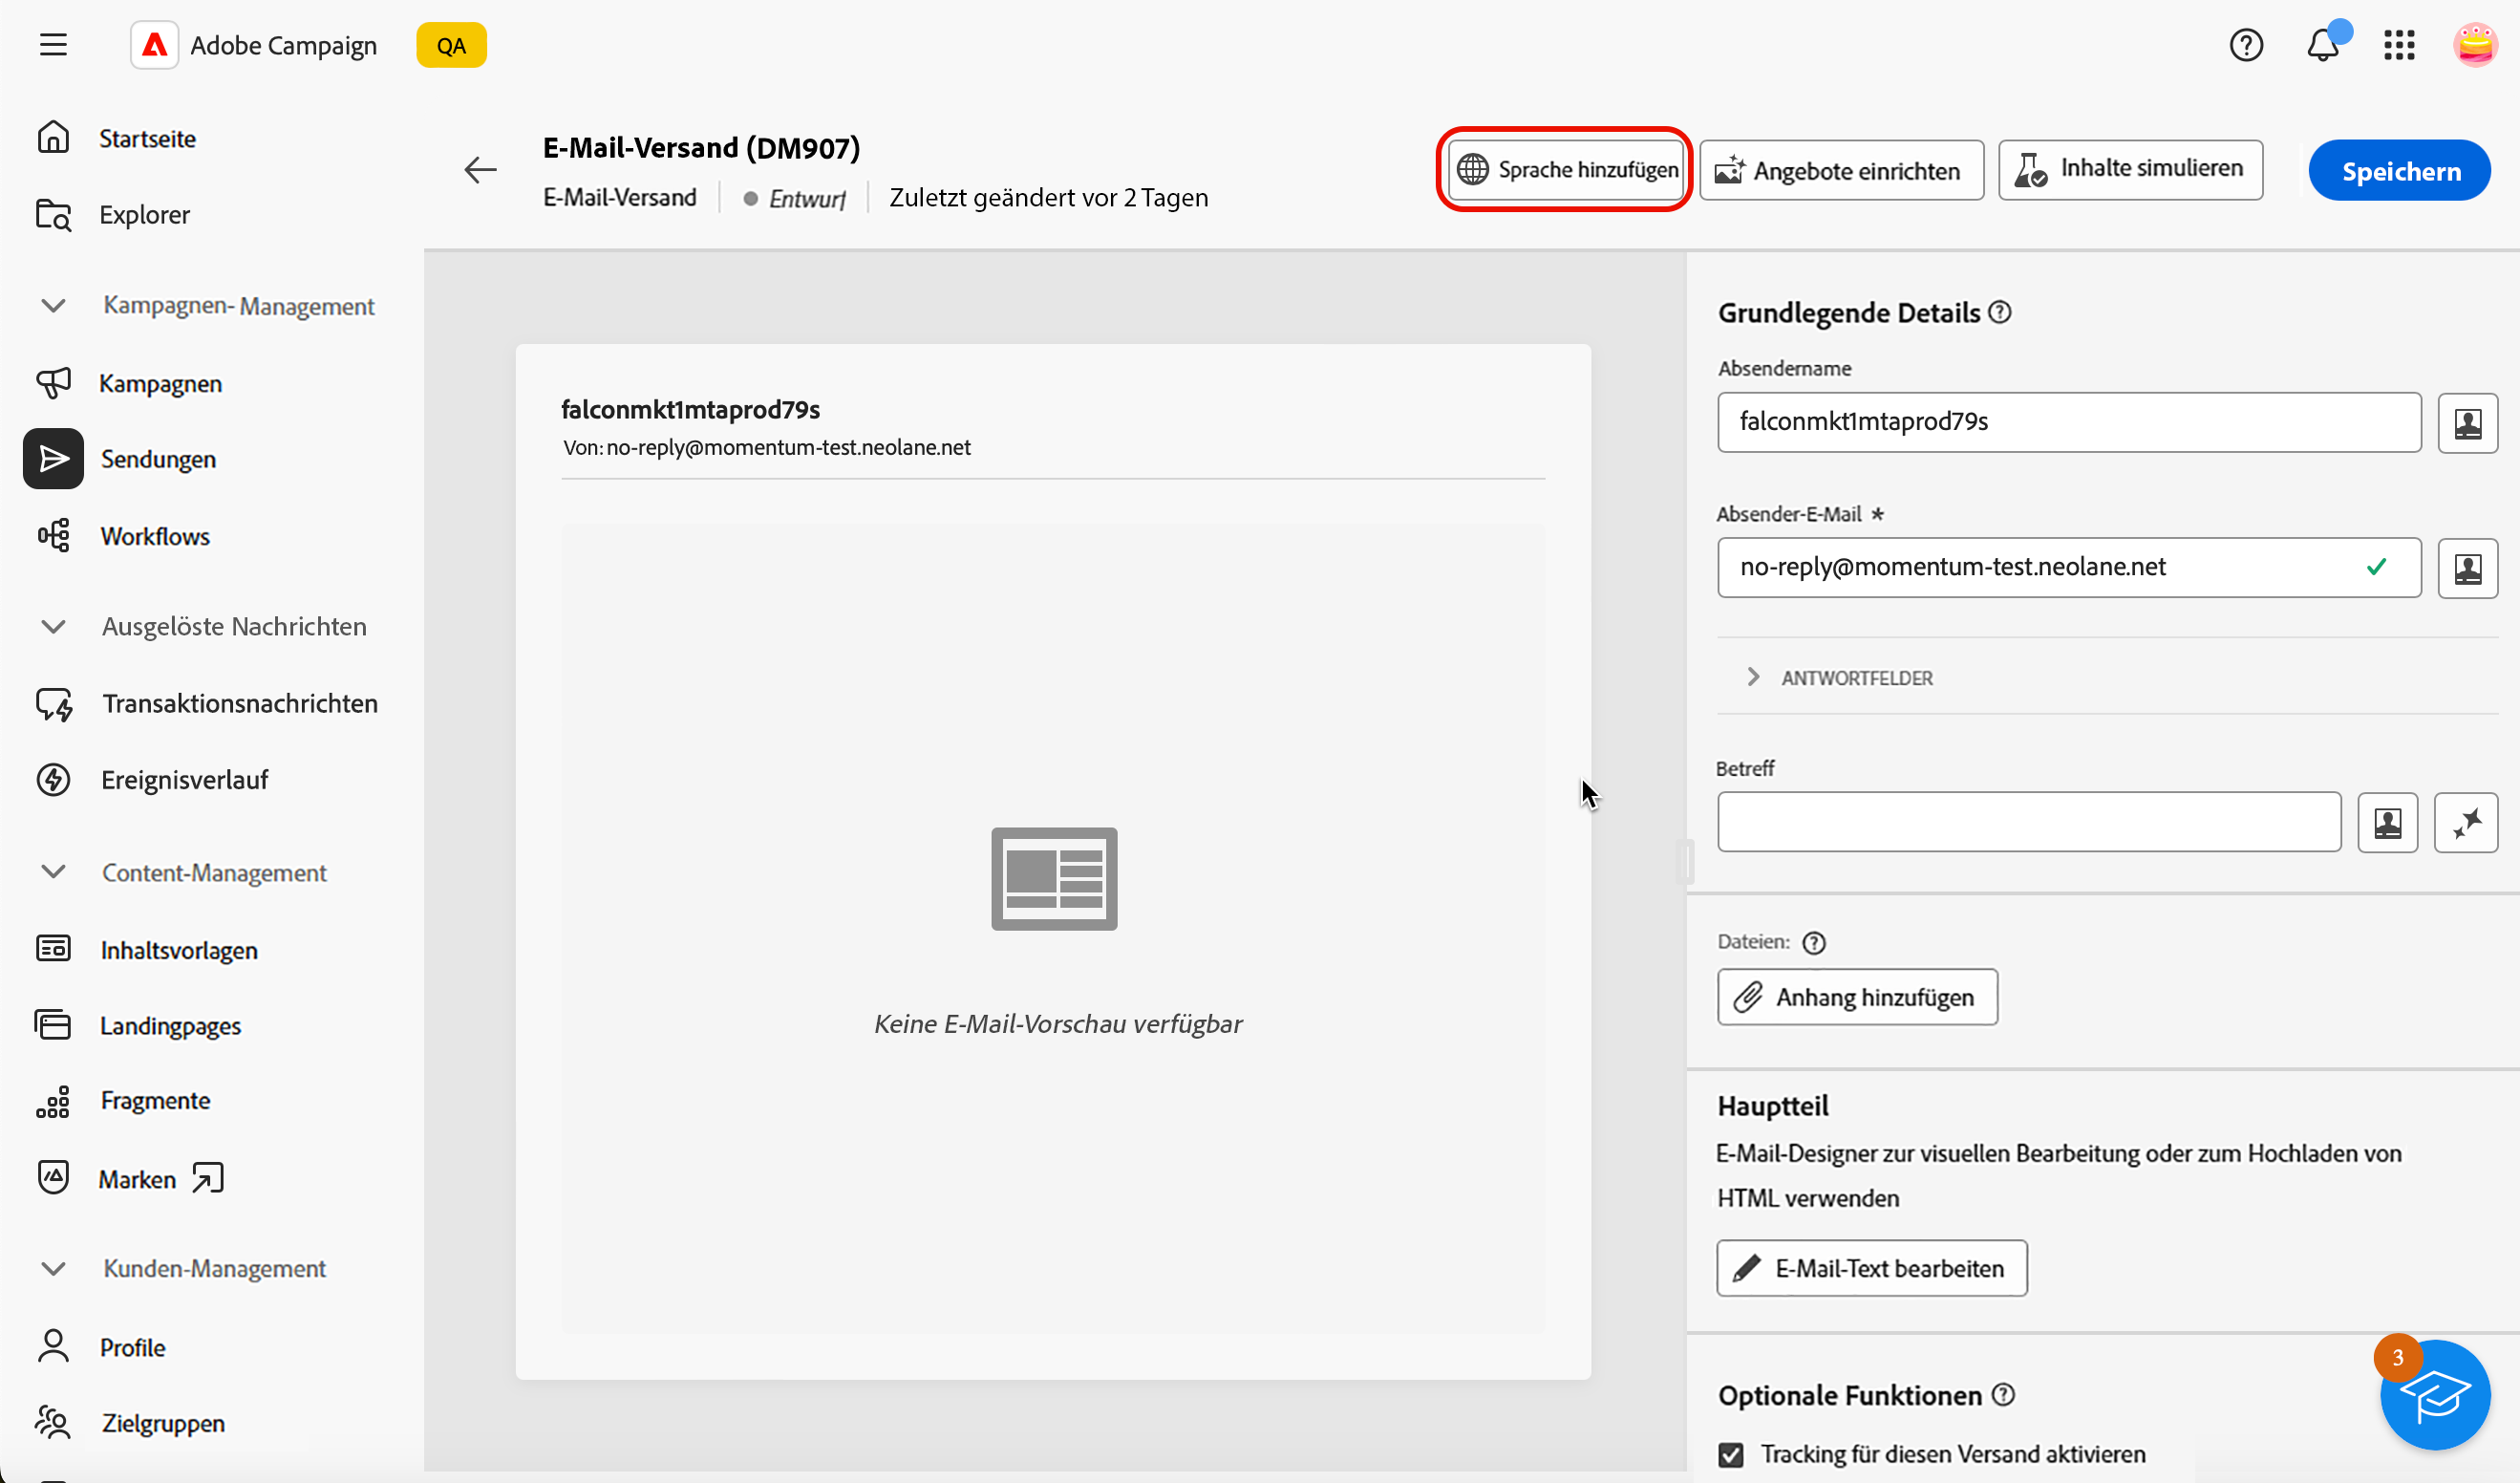 Adobe Campaign
QA
Startseite
Explorer
Kampagnen- Management
Kampagnen
Sendungen
Workflows
Ausgelöste Nachrichten
Transaktionsnachrichten
Ereignisverlauf
Content-Management
Inhaltsvorlagen
Landingpages
Fragmente
Marken
Kunden-Management
Profile
Zielgruppen
E-Mail-Versand (DM907)
E-Mail-Versand
Entwurf
Zuletzt geändert vor 2 Tagen
Sprache hinzufügen
Angebote einrichten
Inhalte simulieren
Speichern
falconmkt1mtaprod79s
Von: no-reply@momentum-test.neolane.net
Keine E-Mail-Vorschau verfügbar
Grundlegende Details
Absendername
falconmkt1mtaprod79s
Absender-E-Mail *
no-reply@momentum-test.neolane.net
ANTWORTFELDER
Betreff
Dateien:
Anhang hinzufügen
Hauptteil
E-Mail-Designer zur visuellen Bearbeitung oder zum Hochladen von
HTML verwenden
E-Mail-Text bearbeiten
3
Optionale Funktionen
Tracking für diesen Versand aktivieren